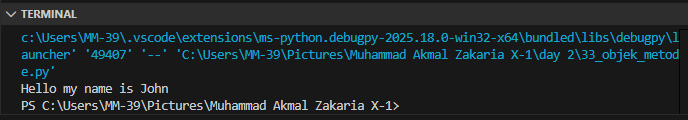 TERMINAL
c:\Users\MM-39\.vscode\extensions\ms-python.debugpy-2025.18.0-win32-x64\bundled\libs\debugpy\l
auncher' '49407' '--' 'C:\Users\MM-39\Pictures\Muhammad Akmal Zakaria X-1\day 2\33_objek_metod
e.py'
Hello my name is John
PS C:\Users\MM-39\Pictures\Muhammad Akmal Zakaria X-1>